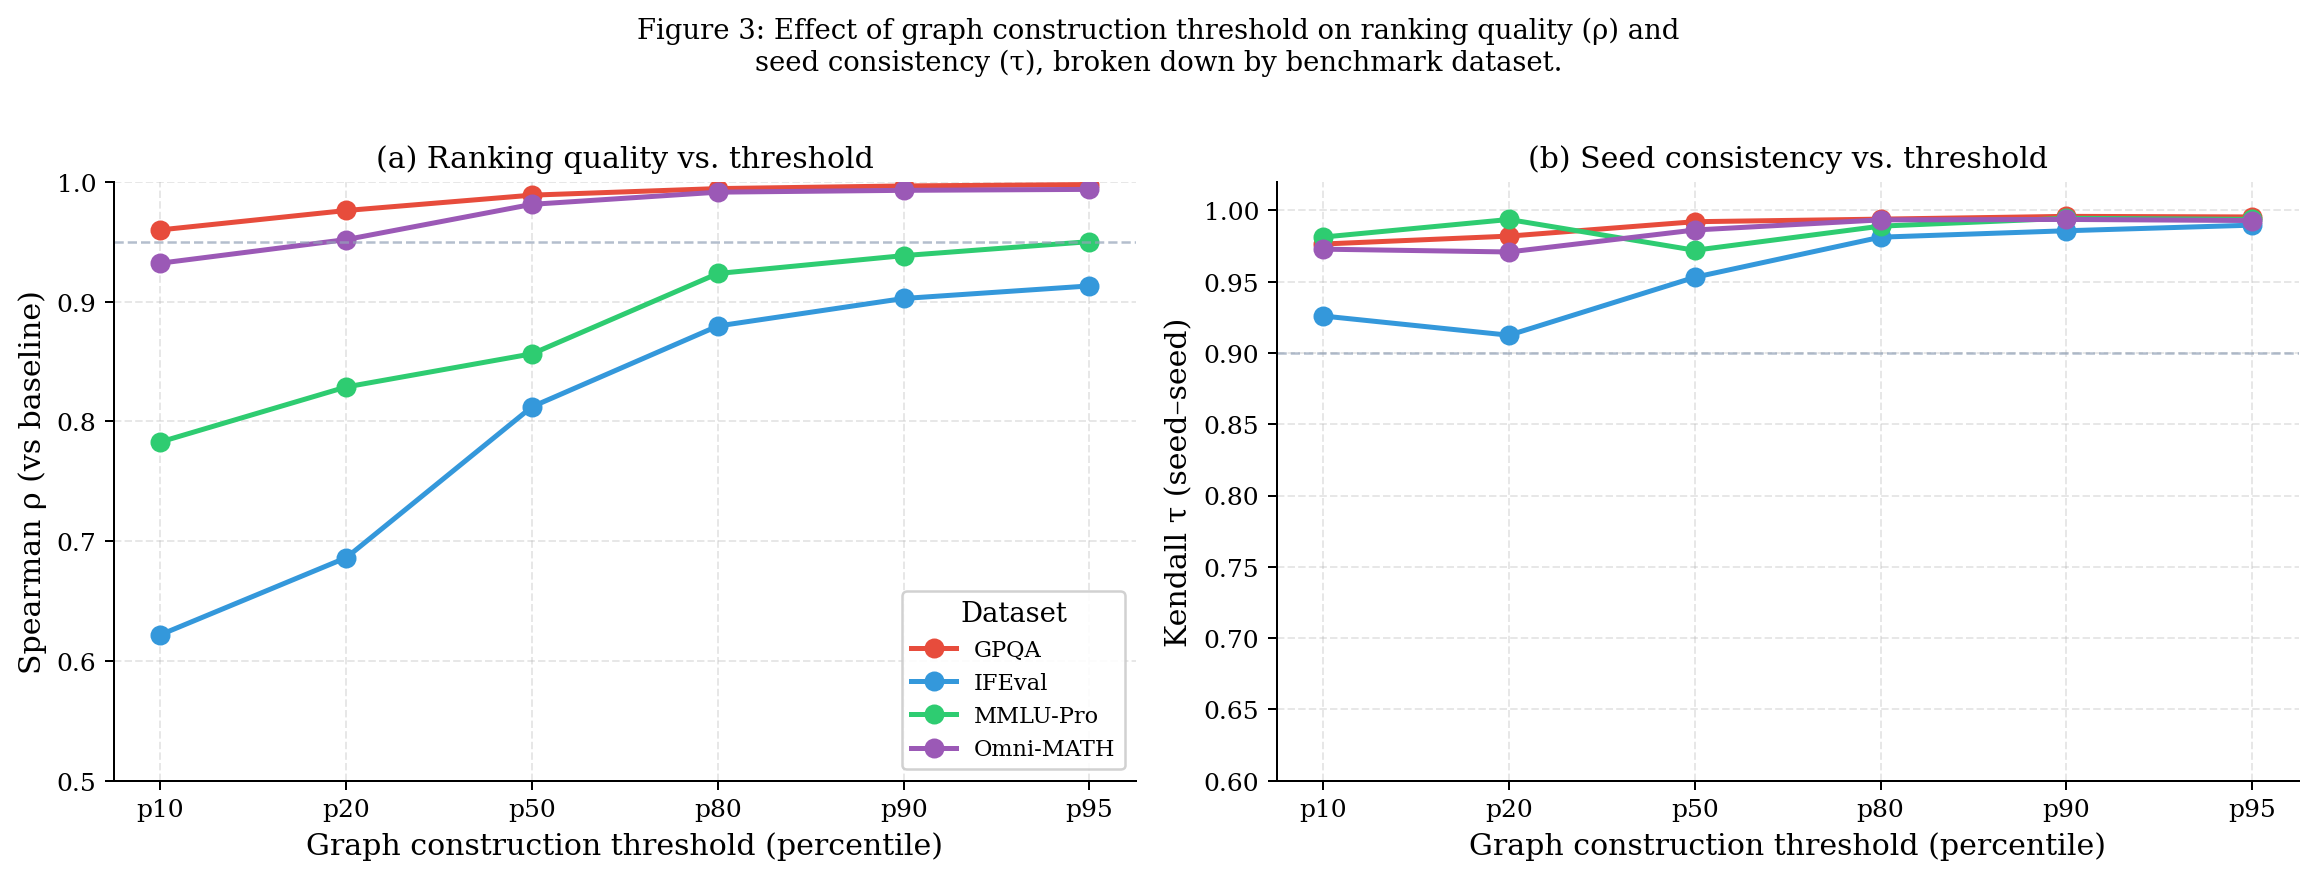 Figure 3: Effect of graph construction threshold on ranking quality (ρ) and
seed consistency (τ), broken down by benchmark dataset.
(a) Ranking quality vs. threshold
Spearman ρ (vs baseline)
1.0
0.9
0.8
0.7
0.6
0.5
p10 p20 p50 p80 p90 p95
Graph construction threshold (percentile)
Dataset
GPQA
IFEval
MMLU-Pro
Omni-MATH
(b) Seed consistency vs. threshold
Kendall τ (seed–seed)
1.00
0.95
0.90
0.85
0.80
0.75
0.70
0.65
0.60
p10 p20 p50 p80 p90 p95
Graph construction threshold (percentile)